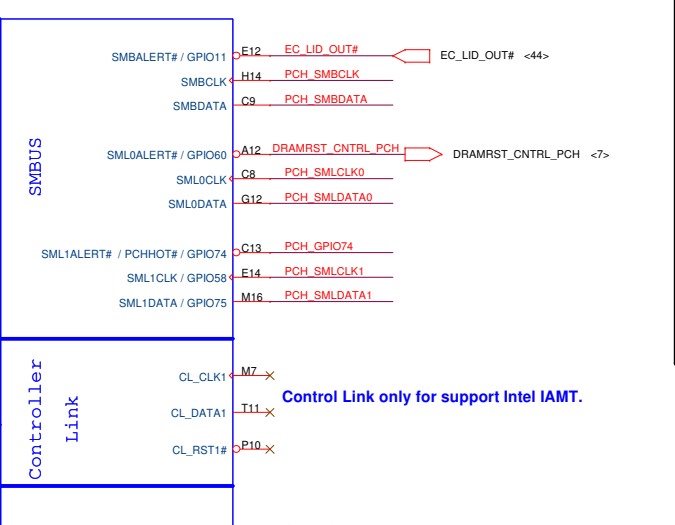 SMBUS
SMBALERT# / GPIO11 E12 EC_LID_OUT# EC_LID_OUT# <44>
SMBCLK H14 PCH_SMBCLK
SMBDATA C9 PCH_SMBDATA
SML0ALERT# / GPIO60 A12 DRAMRST_CNTRL_PCH DRAMRST_CNTRL_PCH <7>
SML0CLK C8 PCH_SMLCLK0
SML0DATA G12 PCH_SMLDATA0
SML1ALERT# / PCHHOT# / GPIO74 C13 PCH_GPIO74
SML1CLK / GPIO58 E14 PCH_SMLCLK1
SML1DATA / GPIO75 M16 PCH_SMLDATA1
Controller
Link
CL_CLK1 M7
Control Link only for support Intel IAMT.
CL_DATA1 T11
CL_RST1# P10